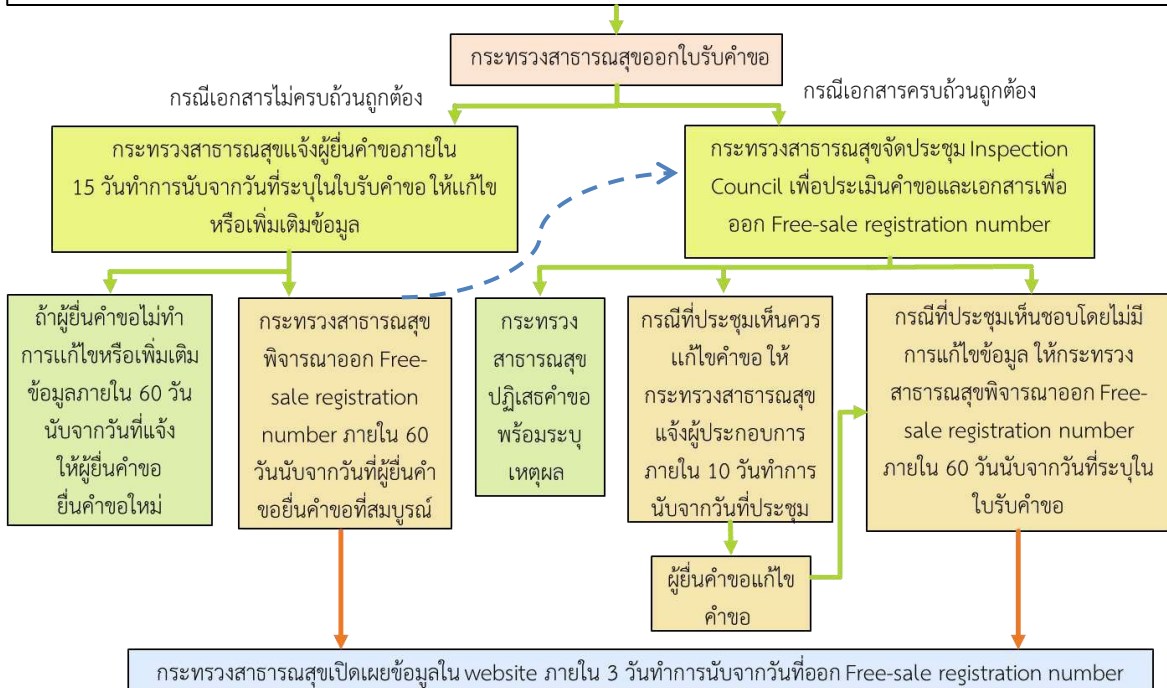 กระทรวงสาธารณสุขออกใบรับคำขอ
กรณีเอกสารไม่ครบถ้วนถูกต้อง
กรณีเอกสารครบถ้วนถูกต้อง
กระทรวงสาธารณสุขแจ้งผู้ยื่นคำขอภายใน
15 วันทำการนับจากวันที่ระบุในใบรับคำขอ ให้แก้ไข
หรือเพิ่มเติมข้อมูล
กระทรวงสาธารณสุขจัดประชุม Inspection
Council เพื่อประเมินคำขอและเอกสารเพื่อ
ออก Free-sale registration number
ถ้าผู้ยื่นคำขอไม่ทำ
การแก้ไขหรือเพิ่มเติม
ข้อมูลภายใน 60 วัน
นับจากวันที่แจ้ง
ให้ผู้ยื่นคำขอ
ยื่นคำขอใหม่
กระทรวงสาธารณสุข
พิจารณาออก Free-
sale registration
number ภายใน 60
วันนับจากวันที่ผู้ยื่นคำ
ขอยื่นคำขอที่สมบูรณ์
กระทรวง
สาธารณสุข
ปฏิเสธคำขอ
พร้อมระบุ
เหตุผล
กรณีที่ประชุมเห็นควร
แก้ไขคำขอ ให้
กระทรวงสาธารณสุข
แจ้งผู้ประกอบการ
ภายใน 10 วันทำการ
นับจากวันที่ประชุม
กรณีที่ประชุมเห็นชอบโดยไม่มี
การแก้ไขข้อมูล ให้กระทรวง
สาธารณสุขพิจารณาออก Free-
sale registration number
ภายใน 60 วันนับจากวันที่ระบุใน
ใบรับคำขอ
ผู้ยื่นคำขอแก้ไข
คำขอ
กระทรวงสาธารณสุขเปิดเผยข้อมูลใน website ภายใน 3 วันทำการนับจากวันที่ออก Free-sale registration number